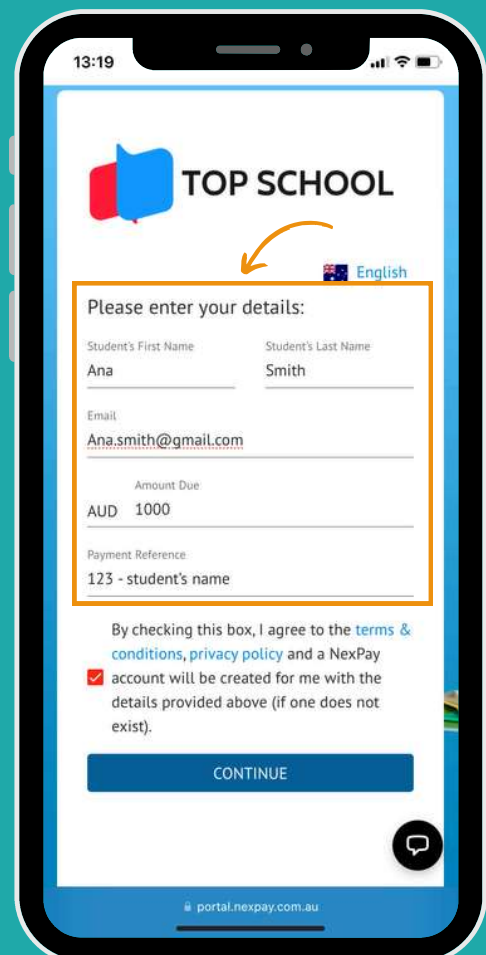 13:19
TOP SCHOOL
English
Please enter your details:
Student's First Name
Student's Last Name
Ana
Smith
Email
Ana.smith@gmail.com
Amount Due
AUD 1000
Payment Reference
123 - student's name
By checking this box, I agree to the terms &
conditions, privacy policy and a NexPay
account will be created for me with the
details provided above (if one does not
exist).
CONTINUE
portal.nexpay.com.au